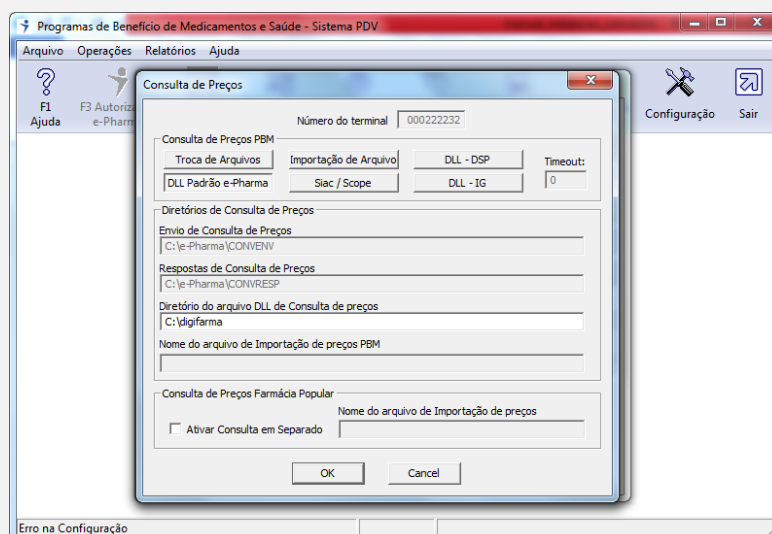 Programas de Benefício de Medicamentos e Saúde - Sistema PDV
Arquivo Operações Relatórios Ajuda
F1 Ajuda
F3 Autoriza
e-Pharm
Configuração
Sair
Consulta de Preços
Número do terminal 000222232
Consulta de Preços PBM
Troca de Arquivos Importação de Arquivo DLL - DSP Timeout:
DLL Padrão e-Pharma Siac / Scope DLL - IG 0
Diretórios de Consulta de Preços
Envio de Consulta de Preços
C:\e-Pharma\CONVENV
Respostas de Consulta de Preços
C:\e-Pharma\CONVRESP
Diretório do arquivo DLL de Consulta de preços
C:\digifarma
Nome do arquivo de Importação de preços PBM
Consulta de Preços Farmácia Popular
Nome do arquivo de Importação de preços
Ativar Consulta em Separado
OK Cancel
Erro na Configuração